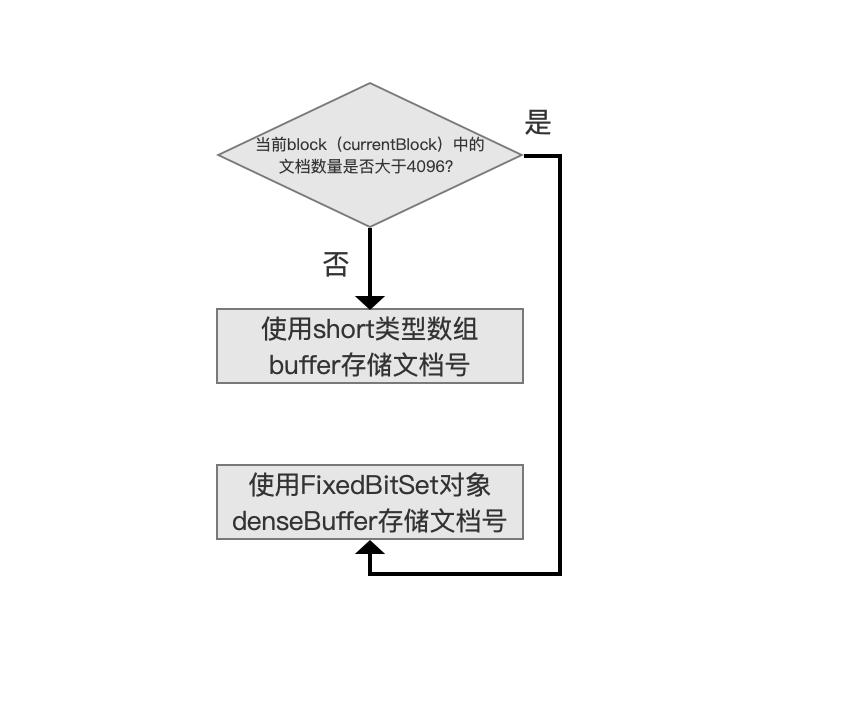 是
当前block（currentBlock）中的
文档数量是否大于4096？
否
使用short类型数组
buffer存储文档号
使用FixedBitSet对象
denseBuffer存储文档号